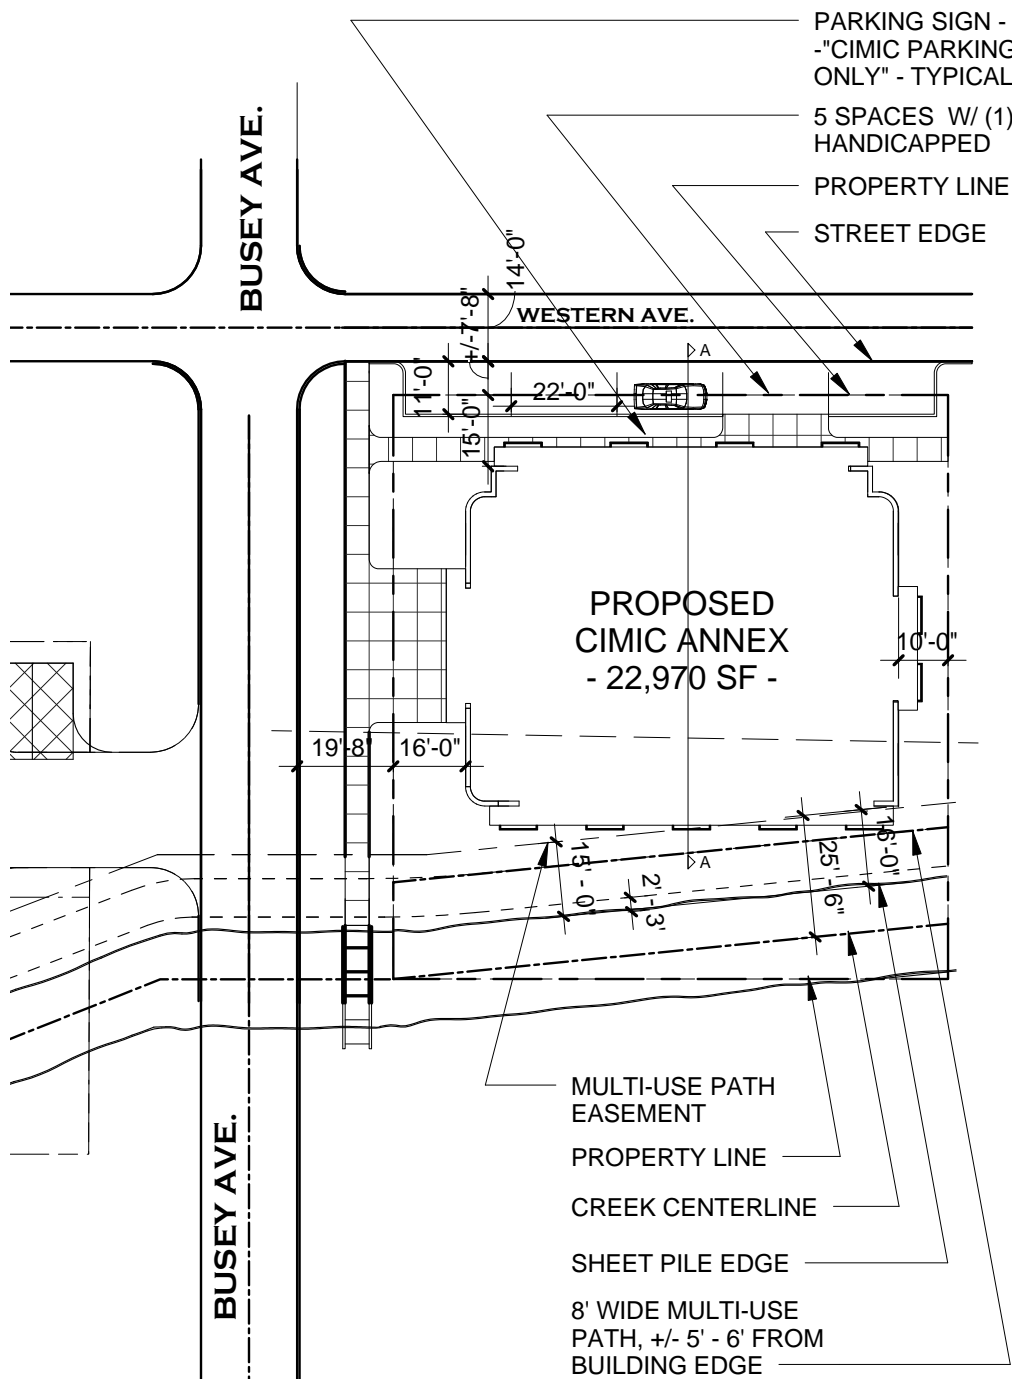 PARKING SIGN -
-"CIMIC PARKING
ONLY" - TYPICAL
5 SPACES W/ (1)
HANDICAPPED
PROPERTY LINE
STREET EDGE
BUSEY AVE.
14'-0"
WESTERN AVE.
+/-7'-8"
A
11'-0"
22'-0"
15'-0"
PROPOSED
CIMIC ANNEX
- 22,970 SF -
10'-0"
19'-8"
16'-0"
15' - 0"
2' - 3'
25' - 6"
16'-0"
A
MULTI-USE PATH
EASEMENT
PROPERTY LINE
CREEK CENTERLINE
SHEET PILE EDGE
8' WIDE MULTI-USE
PATH, +/- 5' - 6' FROM
BUILDING EDGE
BUSEY AVE.